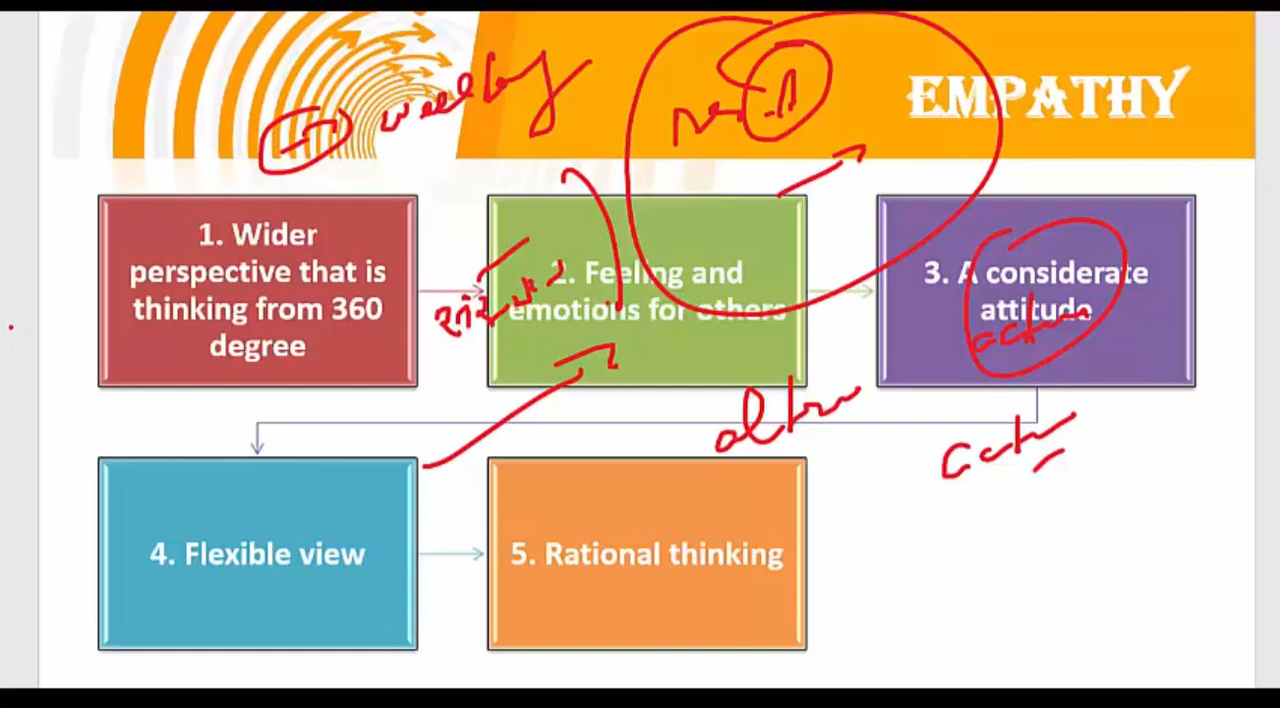 EMPATHY
weekly
1. Wider
perspective that is
thinking from 360
degree
2. Feeling and
emotions for others
3. A considerate
attitude
4. Flexible view
5. Rational thinking